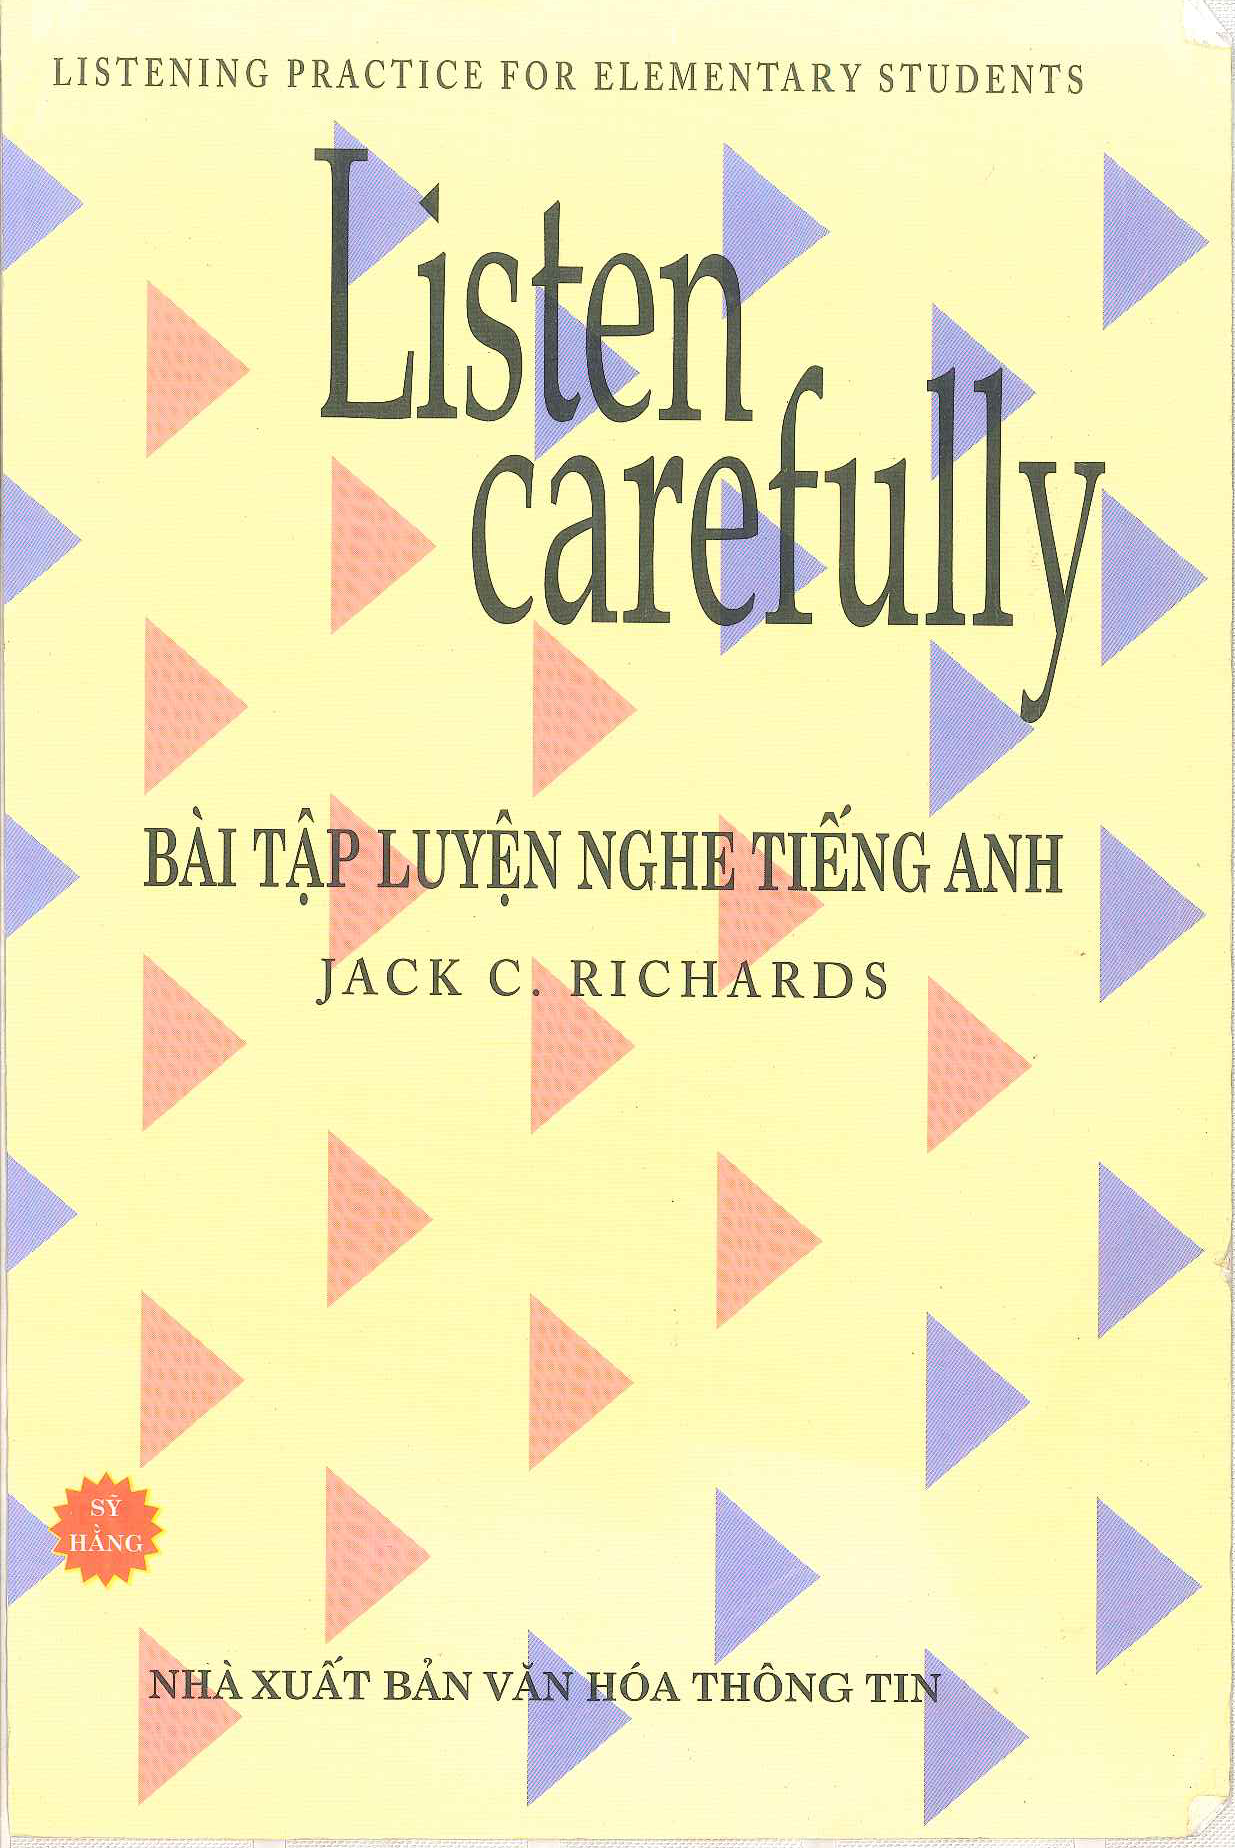 LISTENING PRACTICE FOR ELEMENTARY STUDENTS
Listen
carefully
BÀI TẬP LUYỆN NGHE TIẾNG ANH
JACK C. RICHARDS
SỸ
HẰNG
NHÀ XUẤT BẢN VĂN HÓA THÔNG TIN